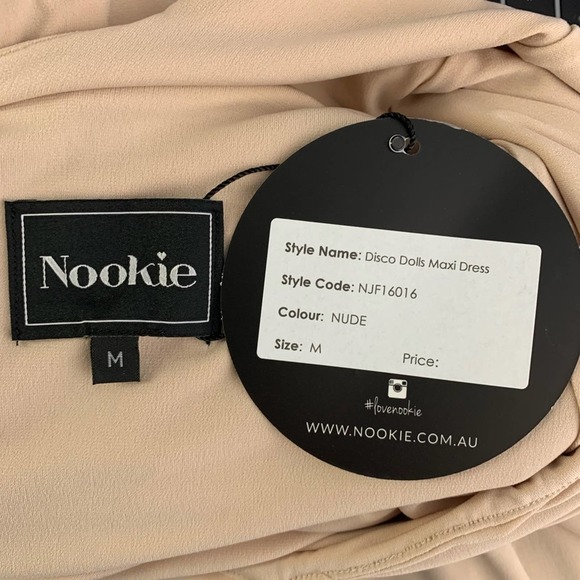 Nookie
M
Style Name: Disco Dolls Maxi Dress
Style Code: NJF16016
Colour: NUDE
Size: M Price:
#lovenookie
WWW.NOOKIE.COM.AU